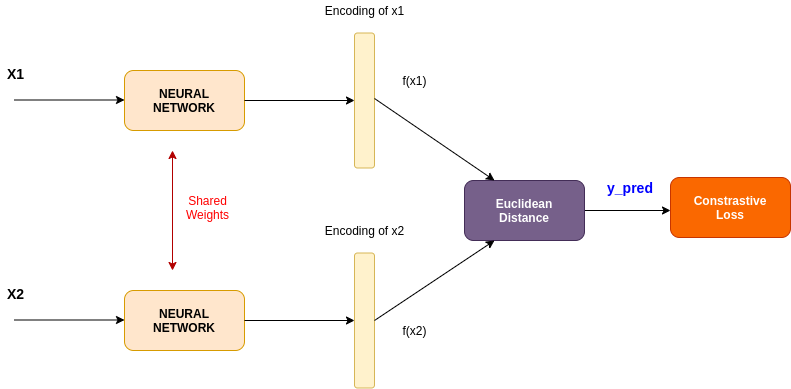 Encoding of x1
X1
NEURAL
NETWORK
f(x1)
Shared
Weights
Euclidean
Distance
y_pred
Constrastive
Loss
Encoding of x2
X2
NEURAL
NETWORK
f(x2)